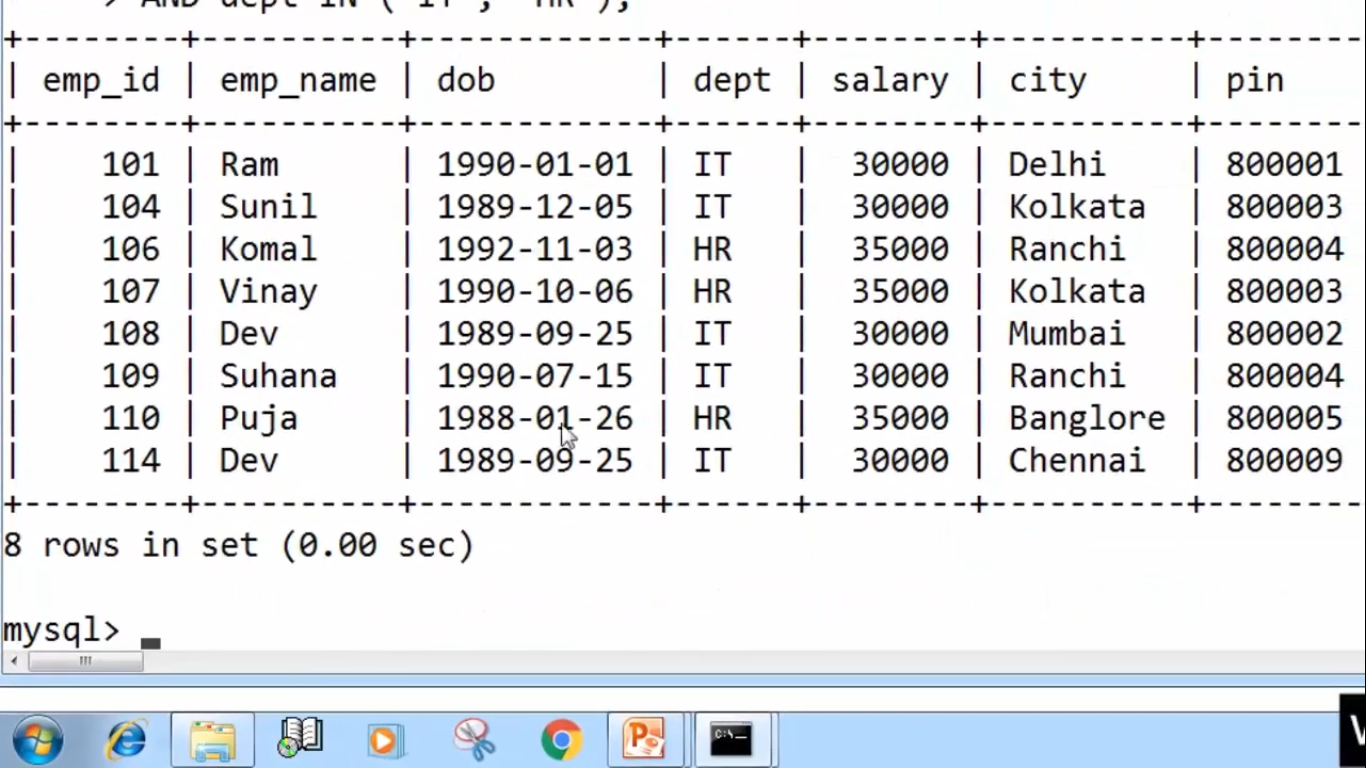 > AND dept IN ('IT', 'HR');
+--------+----------+------------+------+--------+----------+--------
| emp_id | emp_name | dob        | dept | salary | city     | pin
+--------+----------+------------+------+--------+----------+--------
|    101 | Ram      | 1990-01-01 | IT   |  30000 | Delhi    | 800001
|    104 | Sunil    | 1989-12-05 | IT   |  30000 | Kolkata  | 800003
|    106 | Komal    | 1992-11-03 | HR   |  35000 | Ranchi   | 800004
|    107 | Vinay    | 1990-10-06 | HR   |  35000 | Kolkata  | 800003
|    108 | Dev      | 1989-09-25 | IT   |  30000 | Mumbai   | 800002
|    109 | Suhana   | 1990-07-15 | IT   |  30000 | Ranchi   | 800004
|    110 | Puja     | 1988-01-26 | HR   |  35000 | Banglore | 800005
|    114 | Dev      | 1989-09-25 | IT   |  30000 | Chennai  | 800009
+--------+----------+------------+------+--------+----------+--------
8 rows in set (0.00 sec)
mysql> _
C:\_